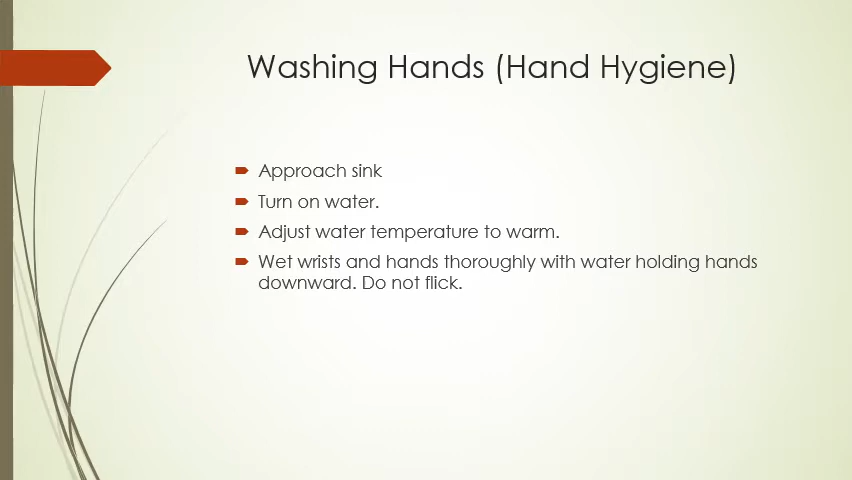 Washing Hands (Hand Hygiene)
Approach sink
Turn on water.
Adjust water temperature to warm.
Wet wrists and hands thoroughly with water holding hands
downward. Do not flick.